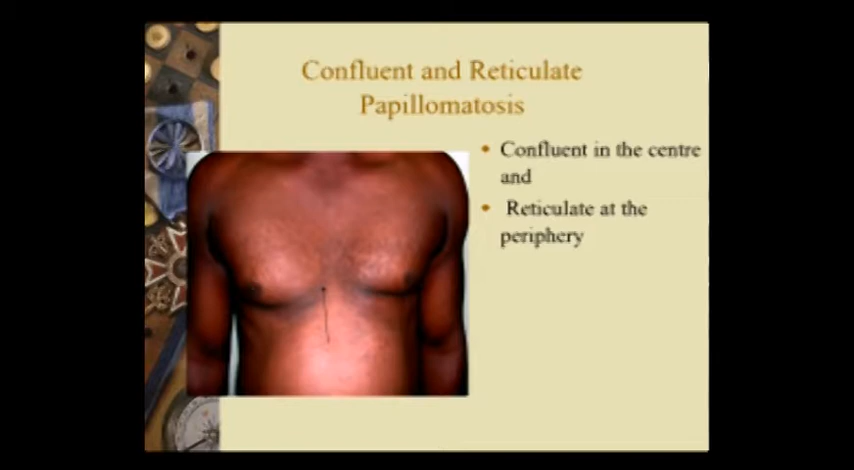 Confluent and Reticulate
Papillomatosis
Confluent in the centre
and
Reticulate at the
periphery